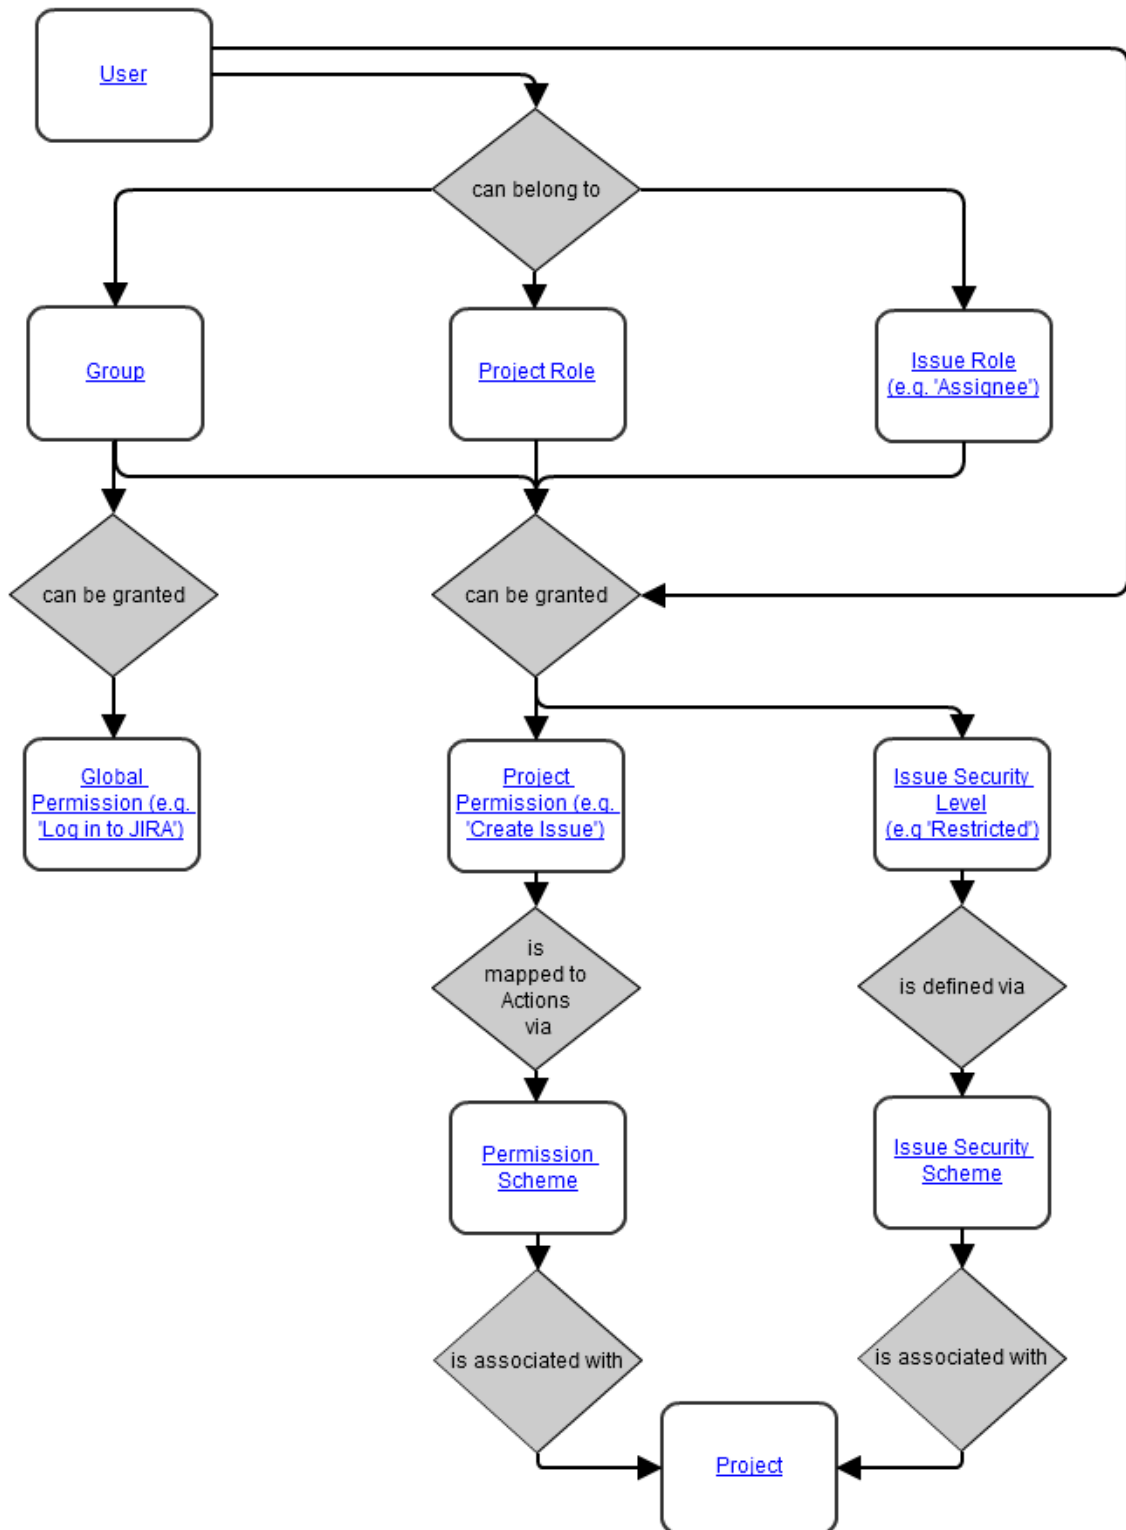 User
can belong to
Group
Project Role
Issue Role
(e.g. 'Assignee')
can be granted
can be granted
Global
Permission (e.g.
'Log in to JIRA')
Project
Permission (e.g.
'Create Issue')
Issue Security
Level
(e.g 'Restricted')
is
mapped to
Actions
via
is defined via
Permission
Scheme
Issue Security
Scheme
is associated with
is associated with
Project